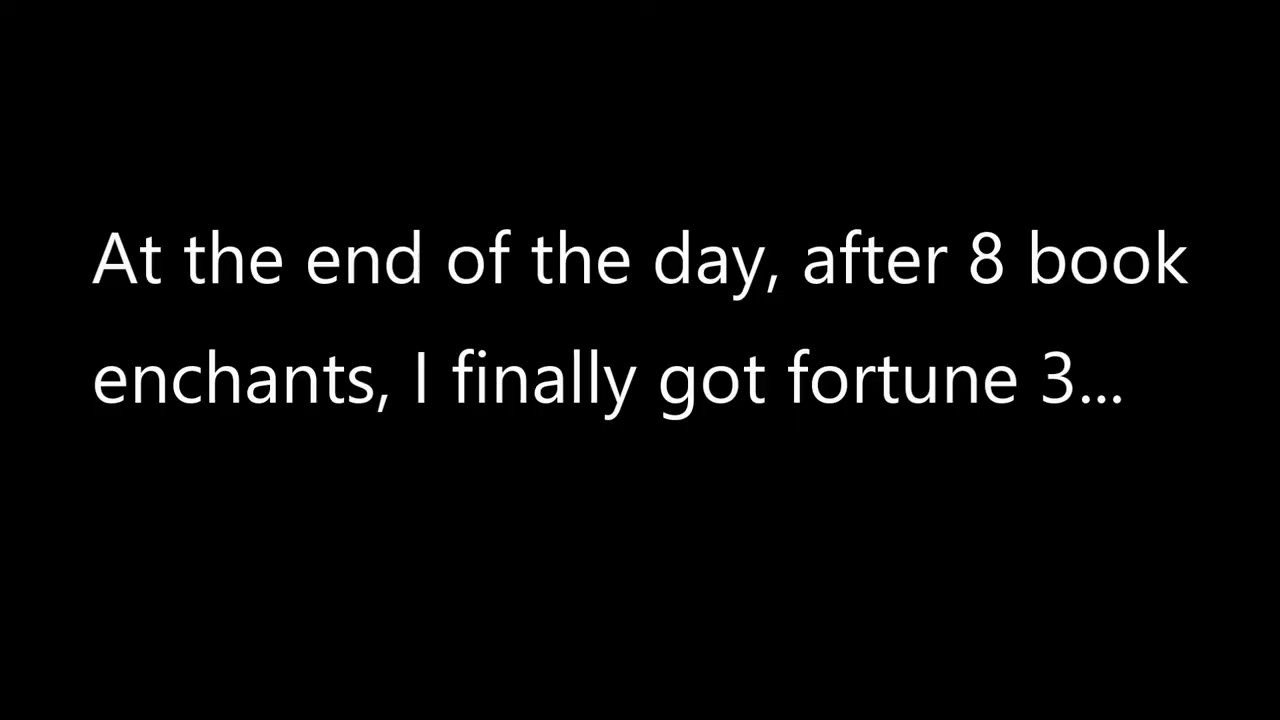 At the end of the day, after 8 book
enchants, I finally got fortune 3...